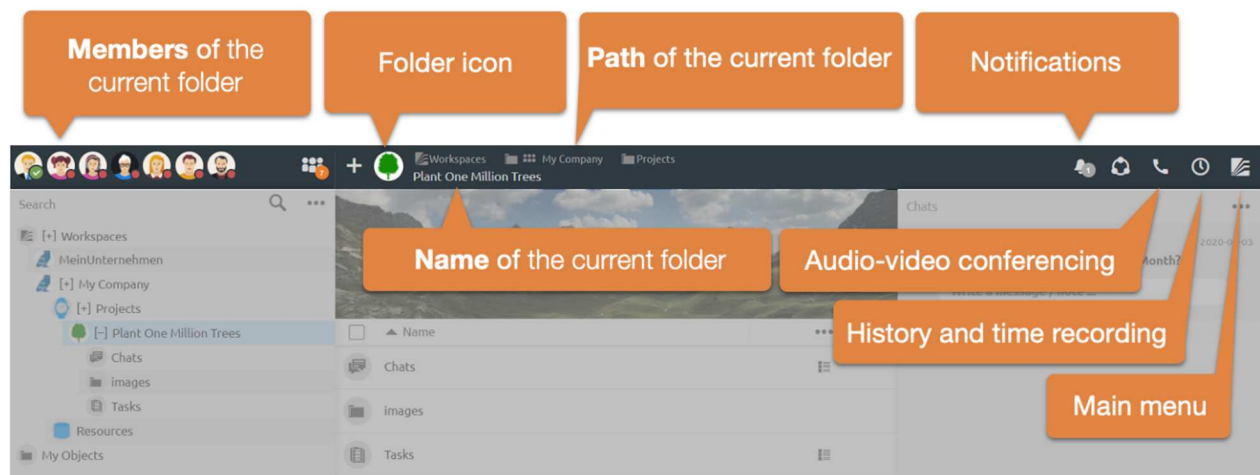 Members of the
current folder
Folder icon
Path of the current folder
Notifications
7
Workspaces
My Company
Projects
Plant One Million Trees
1
Search
Chats
Name of the current folder
Audio-video conferencing
Month?
History and time recording
Main menu
[+] Workspaces
MeinUnternehmen
[+] My Company
[+] Projects
[-] Plant One Million Trees
Chats
images
Tasks
Resources
My Objects
Name
Chats
images
Tasks